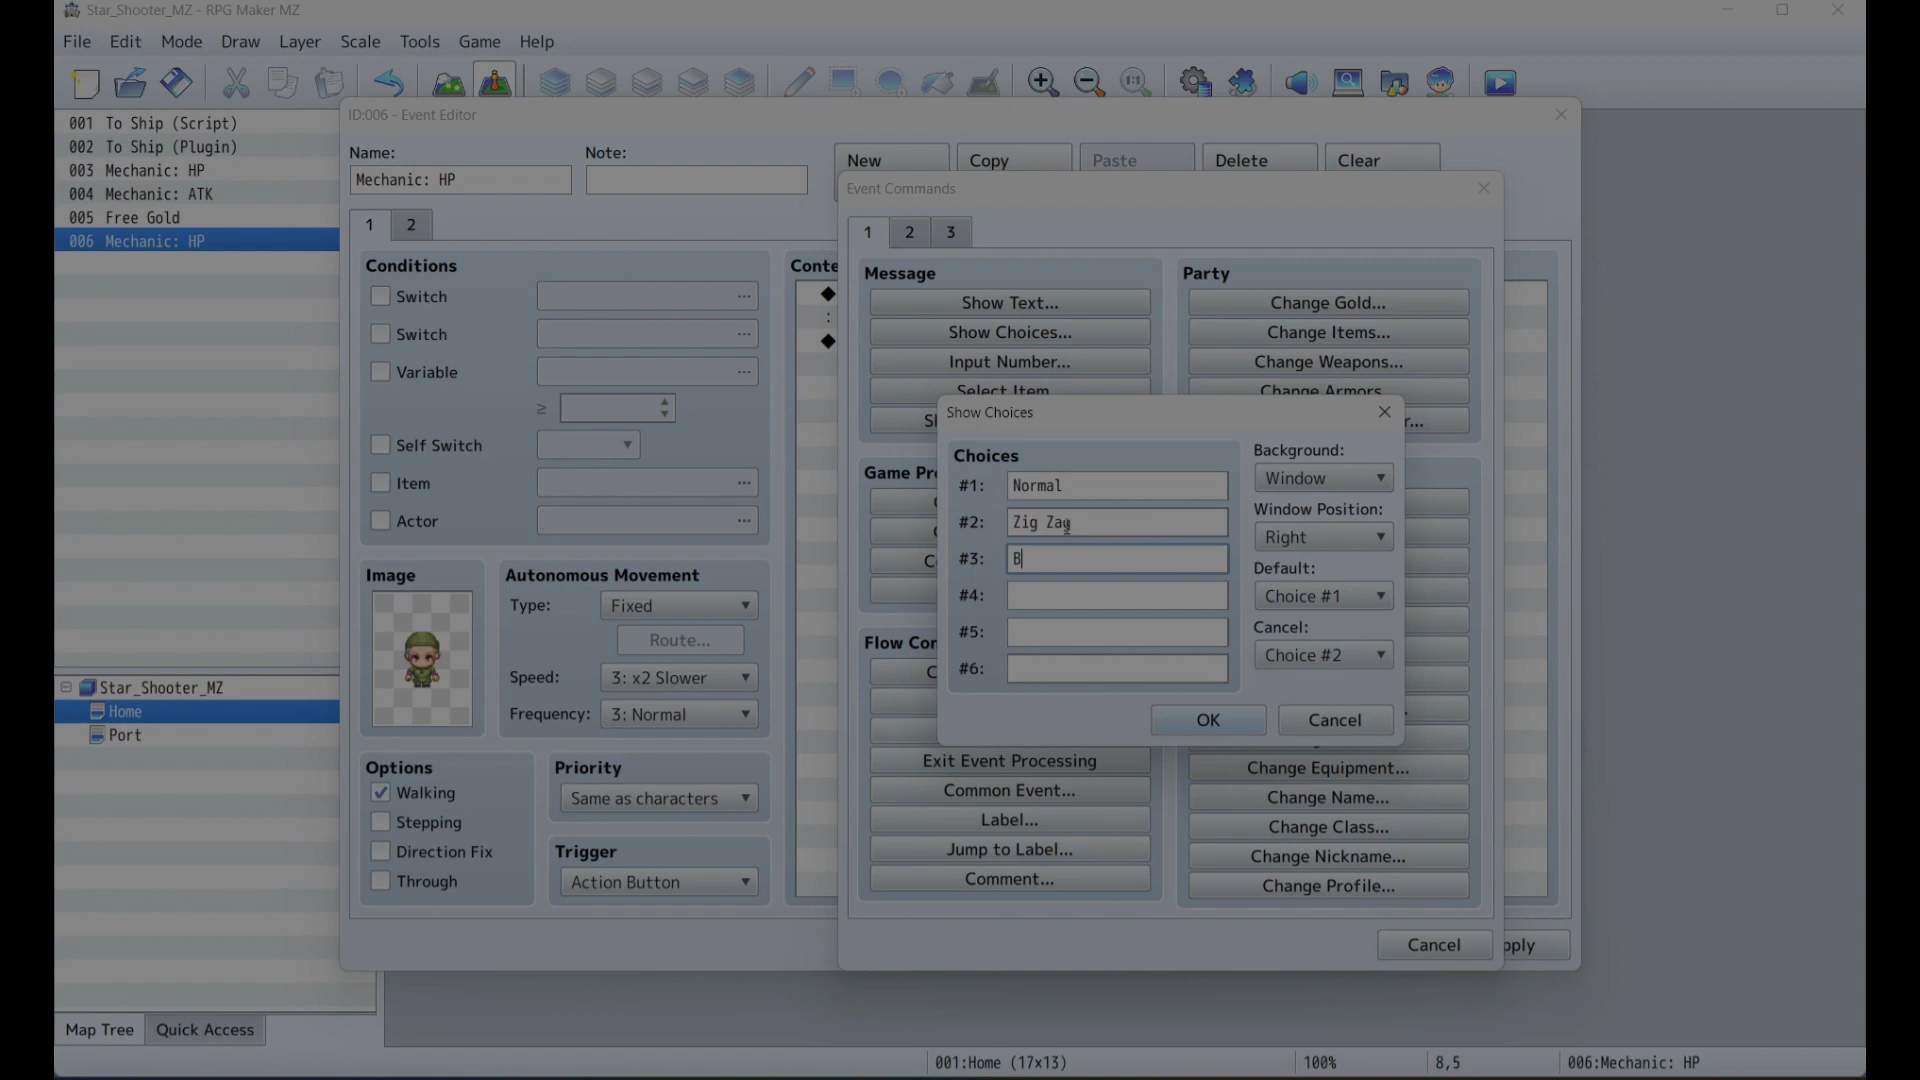 Star_Shooter_MZ - RPG Maker MZ
File Edit Mode Draw Layer Scale Tools Game Help
1:1
001 To Ship (Script)
002 To Ship (Plugin)
003 Mechanic: HP
004 Mechanic: ATK
005 Free Gold
006 Mechanic: HP
Star_Shooter_MZ
Home
Port
Map Tree Quick Access
ID:006 - Event Editor
Name:
Mechanic: HP
Note:
New Copy Paste Delete Clear
1 2
Conditions
Switch ...
Switch ...
Variable ...
≥
Self Switch
Item ...
Actor ...
Image
Autonomous Movement
Type: Fixed
Route...
Speed: 3: x2 Slower
Frequency: 3: Normal
Options
Walking
Stepping
Direction Fix
Through
Priority
Same as characters
Trigger
Action Button
Conte
Event Commands
1 2 3
Message
Show Text...
Show Choices...
Input Number...
Select Item
Game Pr
Flow Con
Exit Event Processing
Common Event...
Label...
Jump to Label...
Comment...
Party
Change Gold...
Change Items...
Change Weapons...
Change Armors
Change Equipment...
Change Name...
Change Class...
Change Nickname...
Change Profile...
Cancel
pply
Show Choices
Choices
#1: Normal
#2: Zig Zag
#3: B
#4:
#5:
#6:
Background:
Window
Window Position:
Right
Default:
Choice #1
Cancel:
Choice #2
OK Cancel
001:Home (17x13) 100% 8,5 006:Mechanic: HP